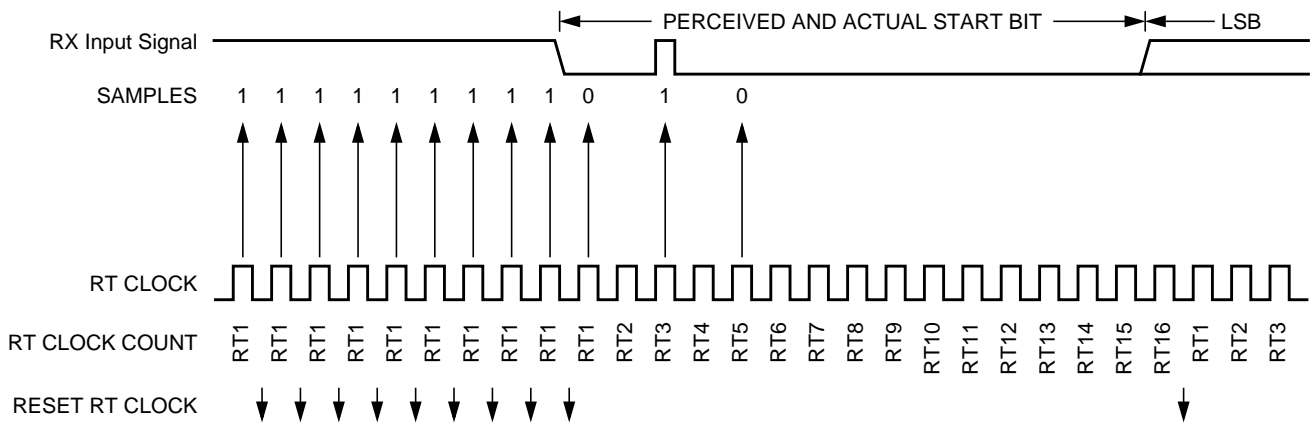 PERCEIVED AND ACTUAL START BIT LSB
RX Input Signal
SAMPLES 1 1 1 1 1 1 1 1 1 0 1 0
RT CLOCK
RT CLOCK COUNT RT1 RT1 RT1 RT1 RT1 RT1 RT1 RT1 RT1 RT1 RT2 RT3 RT4 RT5 RT6 RT7 RT8 RT9 RT10 RT11 RT12 RT13 RT14 RT15 RT16 RT1 RT2 RT3
RESET RT CLOCK